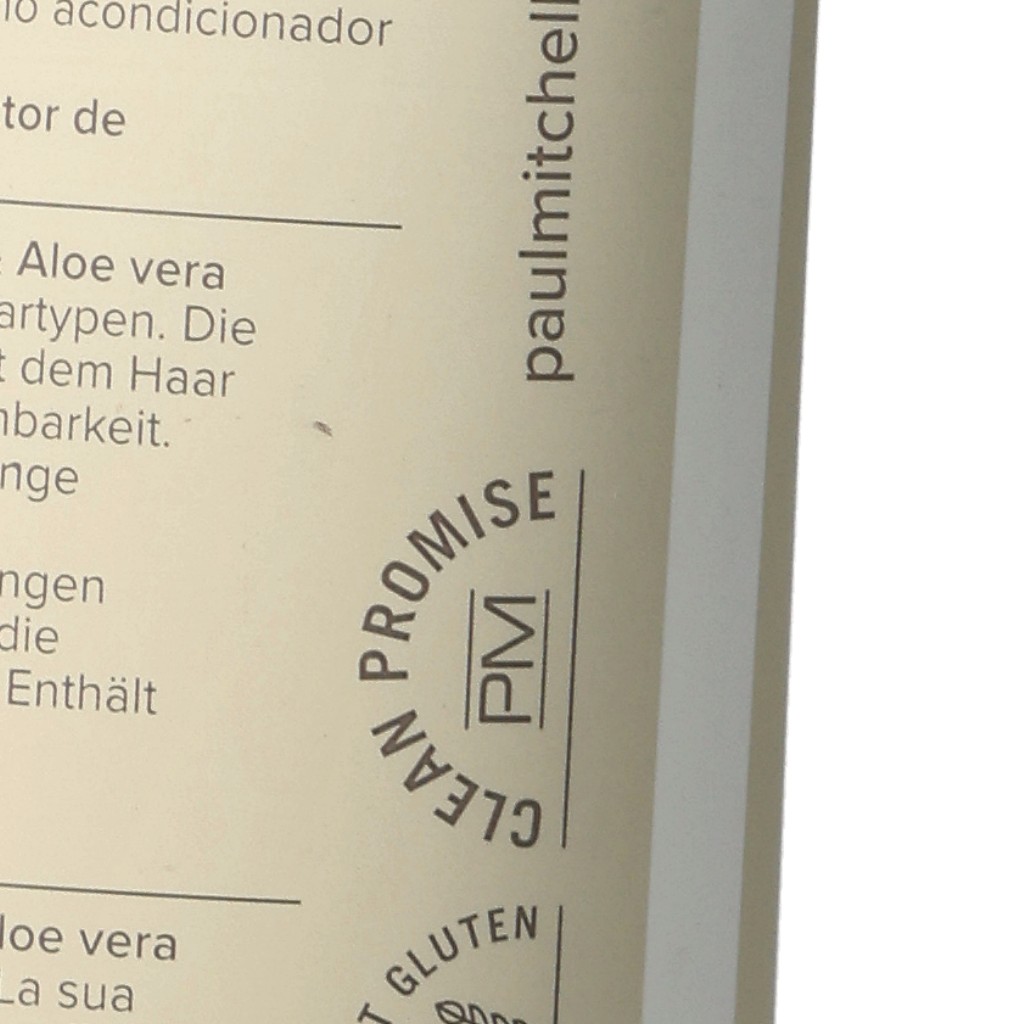 acondicionador
tor de
Aloe vera
artypen. Die
t dem Haar
nbarkeit.
nge
ngen
die
Enthält
loe vera
La sua
paulmitchell
CLEAN PROMISE
PM
GLUTEN